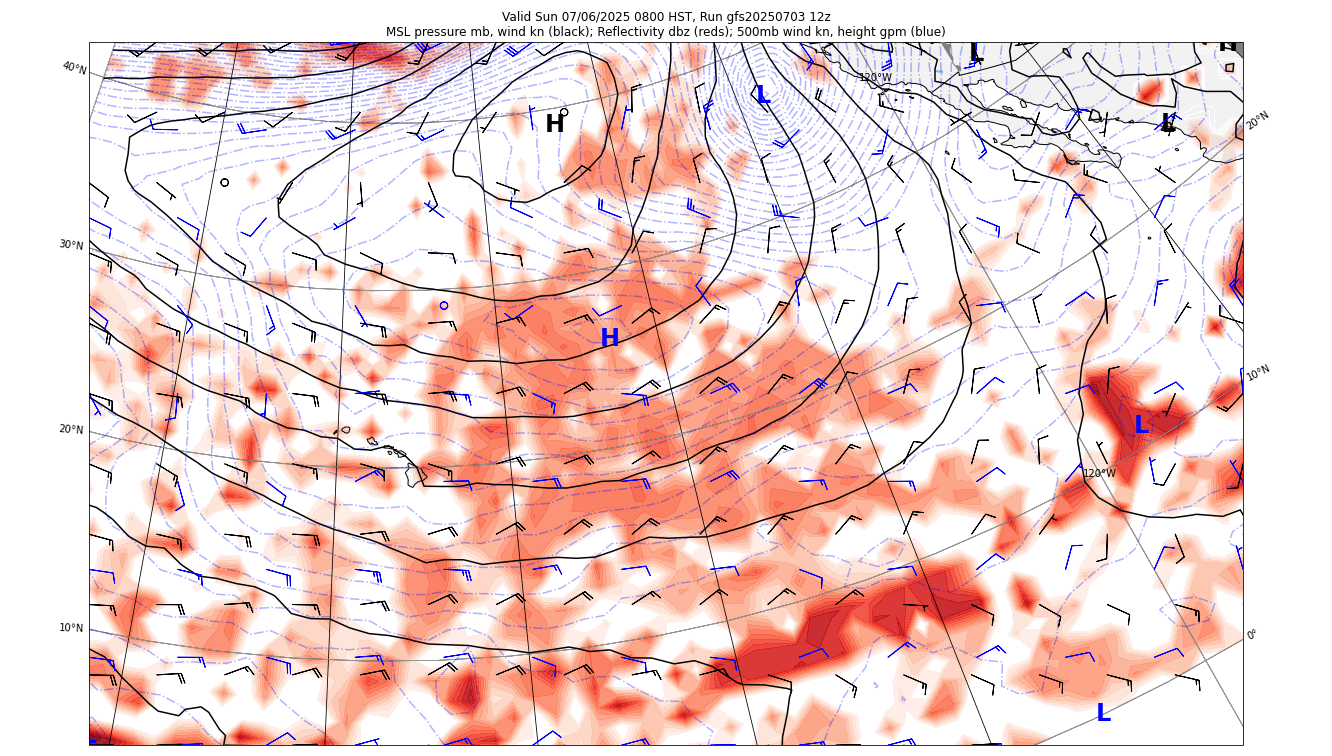 Valid Sun 07/06/2025 0800 HST, Run gfs20250703 12z
MSL pressure mb, wind kn (black); Reflectivity dbz (reds); 500mb wind kn, height gpm (blue)
H
L
40°N
120°W
L
H
L
20°N
30°N
H
10°N
20°N
L
120°W
10°N
0°
L